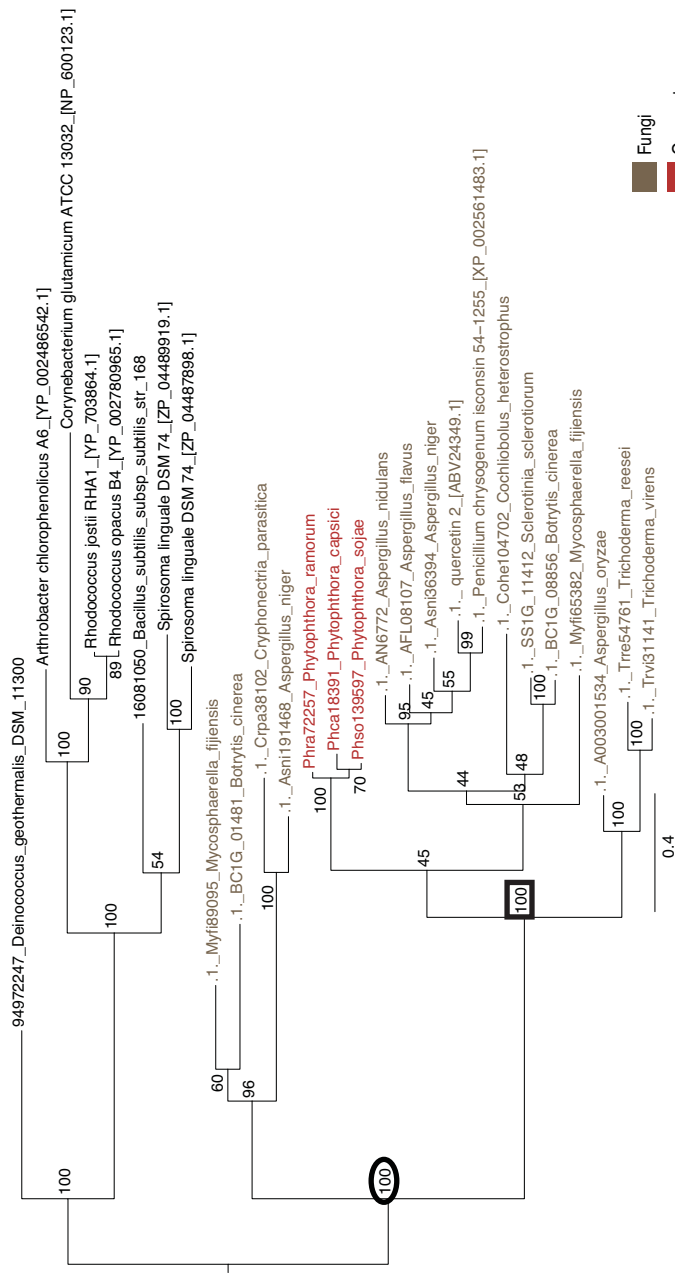 94972247_Deinococcus_geothermalis_DSM_11300
Arthrobacter chlorophenolicus A6_[YP_002486542.1]
Corynebacterium glutamicum ATCC 13032_[NP_600123.1]
Rhodococcus jostii RHA1_[YP_703864.1]
Rhodococcus opacus B4_[YP_002780965.1]
16081050_Bacillus_subtilis_subsp_subtilis_str_168
Spirosoma linguale DSM 74_[ZP_04489919.1]
Spirosoma linguale DSM 74_[ZP_04487898.1]
.1._Myfi89095_Mycosphaerella_fijiensis
.1._BC1G_01481_Botrytis_cinerea
.1._Crpa38102_Cryphonectria_parasitica
.1._Asni191468_Aspergillus_niger
Phra72257_Phytophthora_ramorum
Phca18391_Phytophthora_capsici
Phso139597_Phytophthora_sojae
.1._AN6772_Aspergillus_nidulans
.1._AFL08107_Aspergillus_flavus
.1._Asni36394_Aspergillus_niger
.1._quercetin 2_[ABV24349.1]
.1._Penicillium chrysogenum isconsin 54−1255_[XP_002561483.1]
.1._Cohe104702_Cochliobolus_heterostrophus
.1._SS1G_11412_Sclerotinia_sclerotiorum
.1._BC1G_08856_Botrytis_cinerea
.1._Myfi65382_Mycosphaerella_fijiensis
.1._A003001534_Aspergillus_oryzae
.1._Trre54761_Trichoderma_reesei
.1._Trvi31141_Trichoderma_virens
100
100
90
89
100
54
100
60
96
100
100
100
70
45
95
45
55
99
44
48
100
53
100
100
100
0.4
Fungi